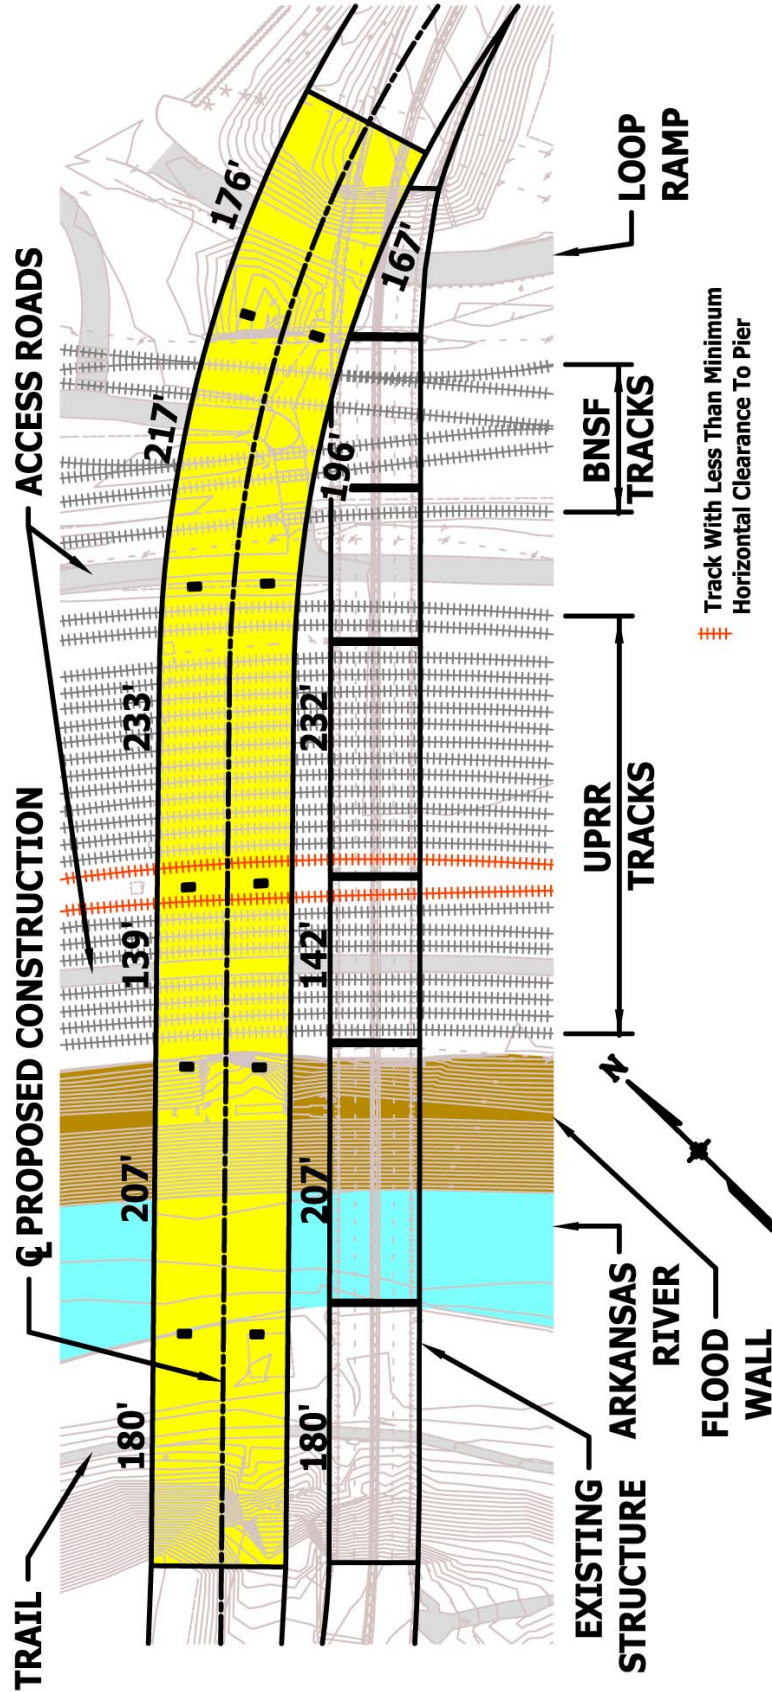 TRAIL
℄ PROPOSED CONSTRUCTION
ACCESS ROADS
180'
207'
139'
233'
217'
176'
180'
207'
142'
232'
196'
167'
EXISTING
STRUCTURE
ARKANSAS
RIVER
FLOOD
WALL
N
UPRR
TRACKS
BNSF
TRACKS
LOOP
RAMP
Track With Less Than Minimum
Horizontal Clearance To Pier